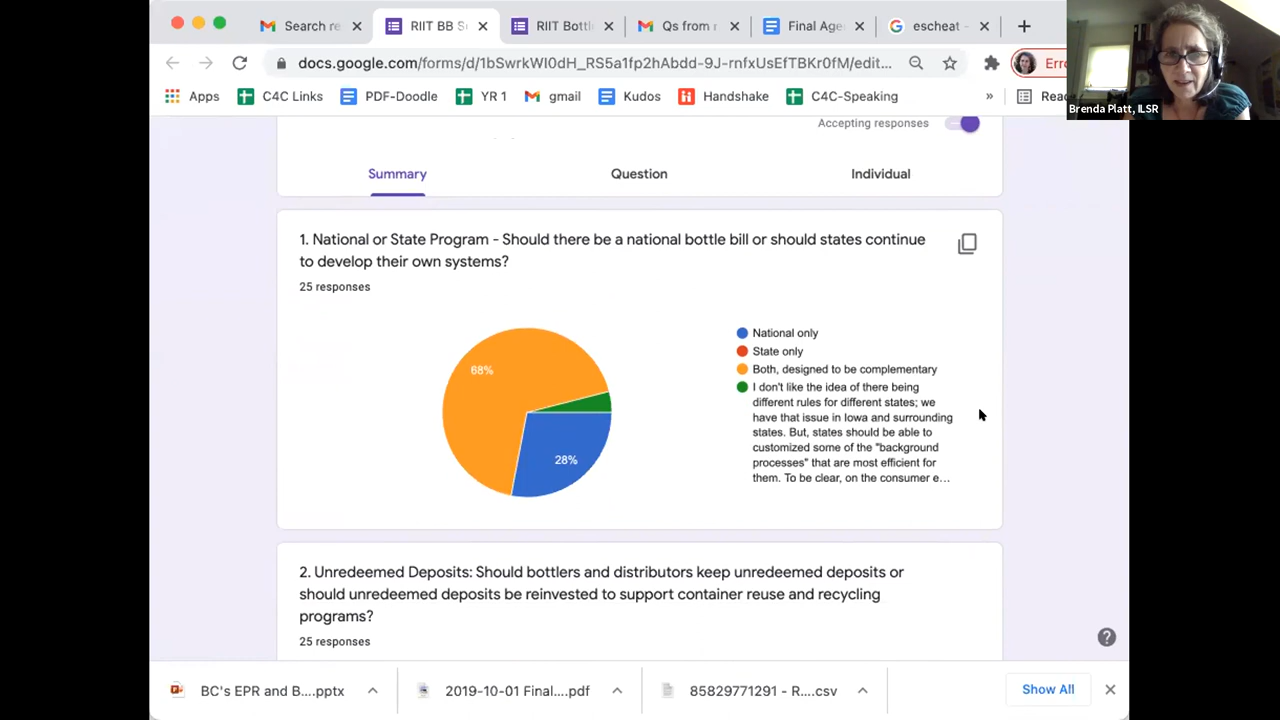 Search re
RIIT BB S
RIIT Bottl
Qs from r
Final Age
escheat -
docs.google.com/forms/d/1bSwrkWI0dH_RS5a1fp2hAbdd-9J-rnfxUsEfTBKr0fM/edit...
Erro
Apps
C4C Links
PDF-Doodle
YR 1
gmail
Kudos
Handshake
C4C-Speaking
»
Rea
Brenda Platt, ILSR
Accepting responses
Summary
Question
Individual
1. National or State Program - Should there be a national bottle bill or should states continue
to develop their own systems?
25 responses
68%
28%
National only
State only
Both, designed to be complementary
I don't like the idea of there being
different rules for different states; we
have that issue in Iowa and surrounding
states. But, states should be able to
customized some of the "background
processes" that are most efficient for
them. To be clear, on the consumer e...
2. Unredeemed Deposits: Should bottlers and distributors keep unredeemed deposits or
should unredeemed deposits be reinvested to support container reuse and recycling
programs?
25 responses
BC's EPR and B....pptx
2019-10-01 Final....pdf
85829771291 - R....csv
Show All